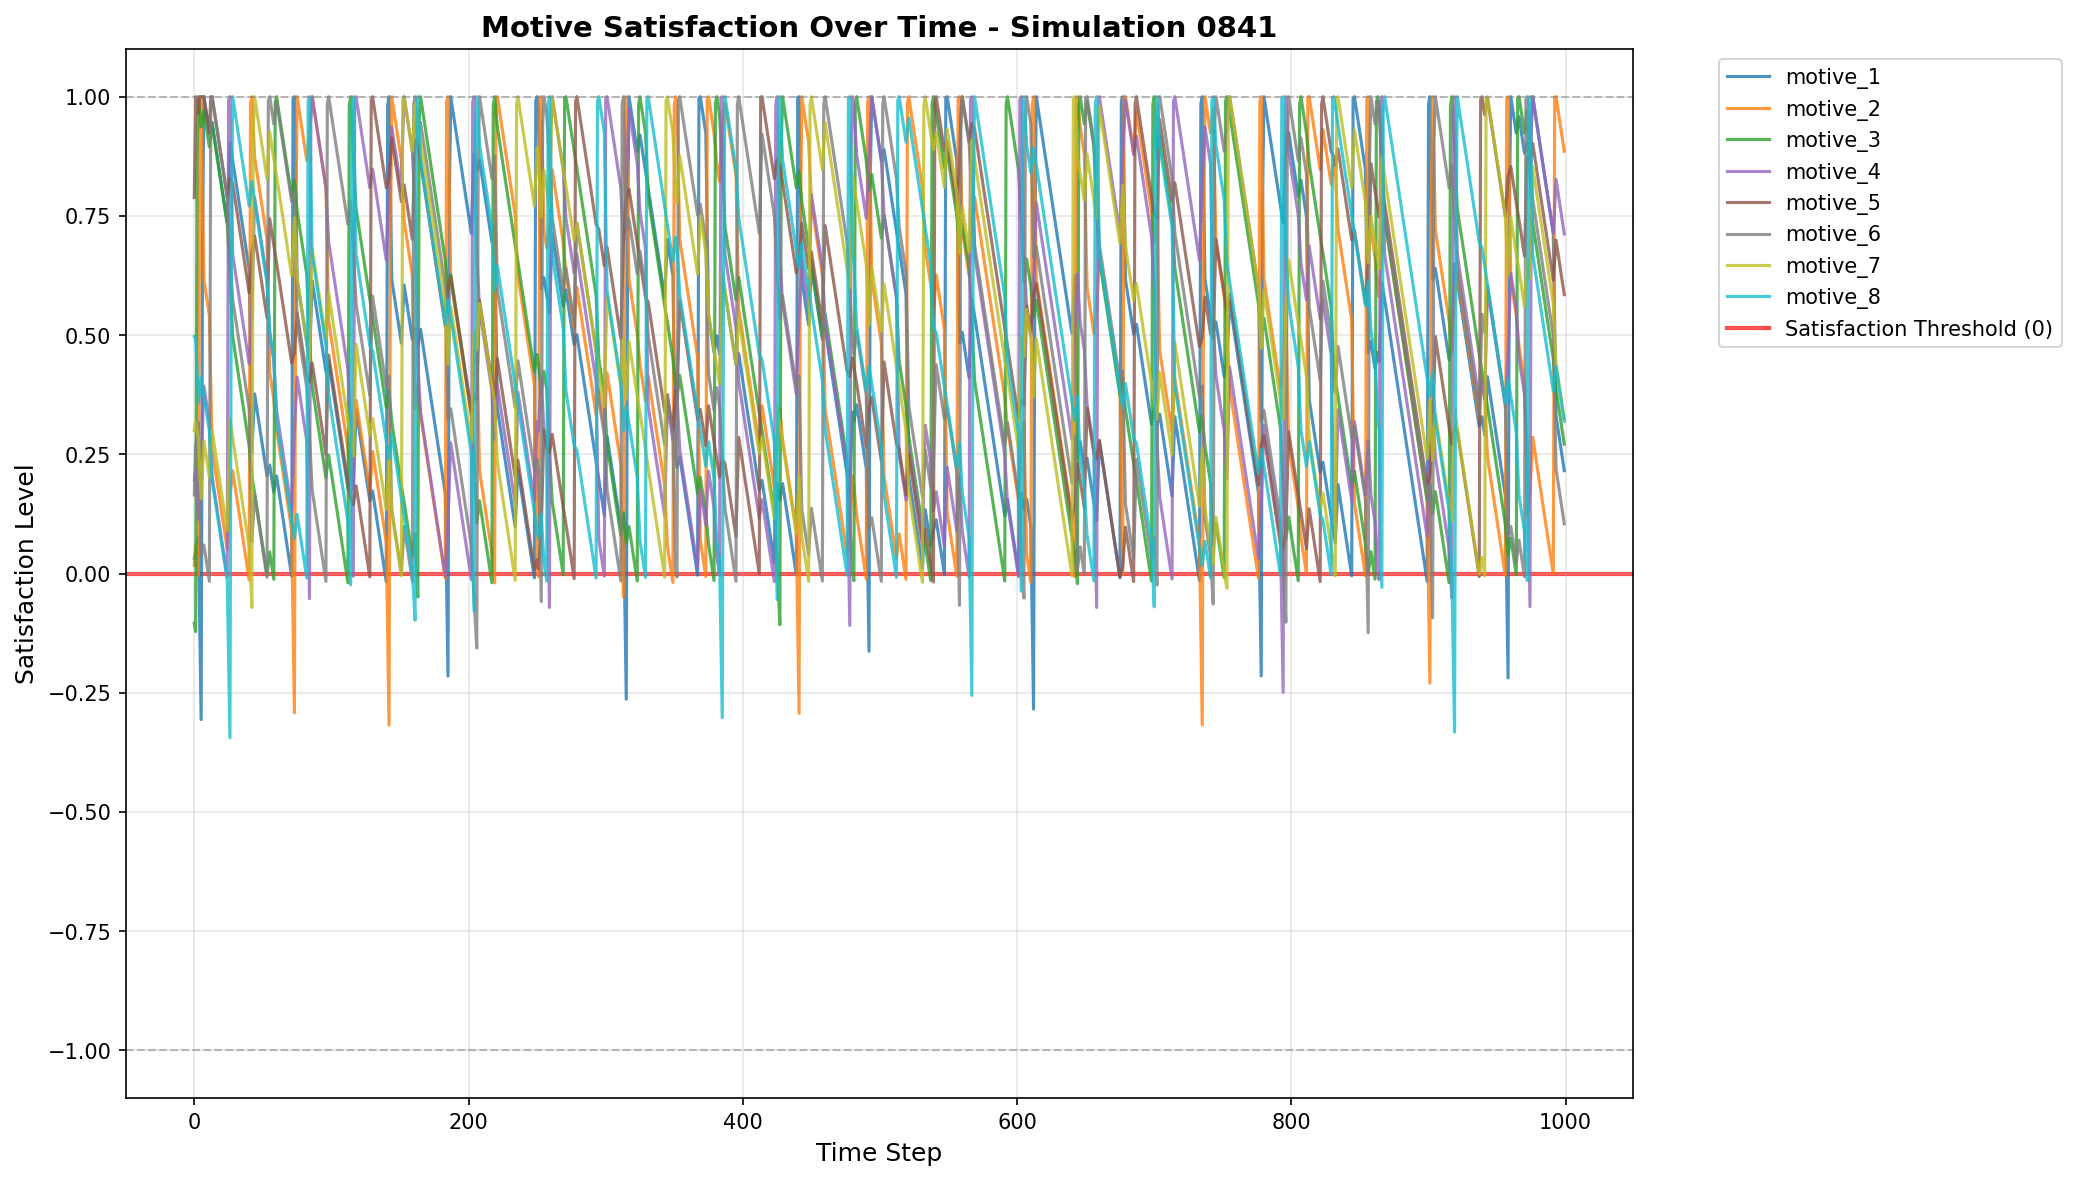 Motive Satisfaction Over Time - Simulation 0841
Satisfaction Level
1.00
0.75
0.50
0.25
0.00
−0.25
−0.50
−0.75
−1.00
0
200
400
600
800
1000
Time Step
motive_1
motive_2
motive_3
motive_4
motive_5
motive_6
motive_7
motive_8
Satisfaction Threshold (0)